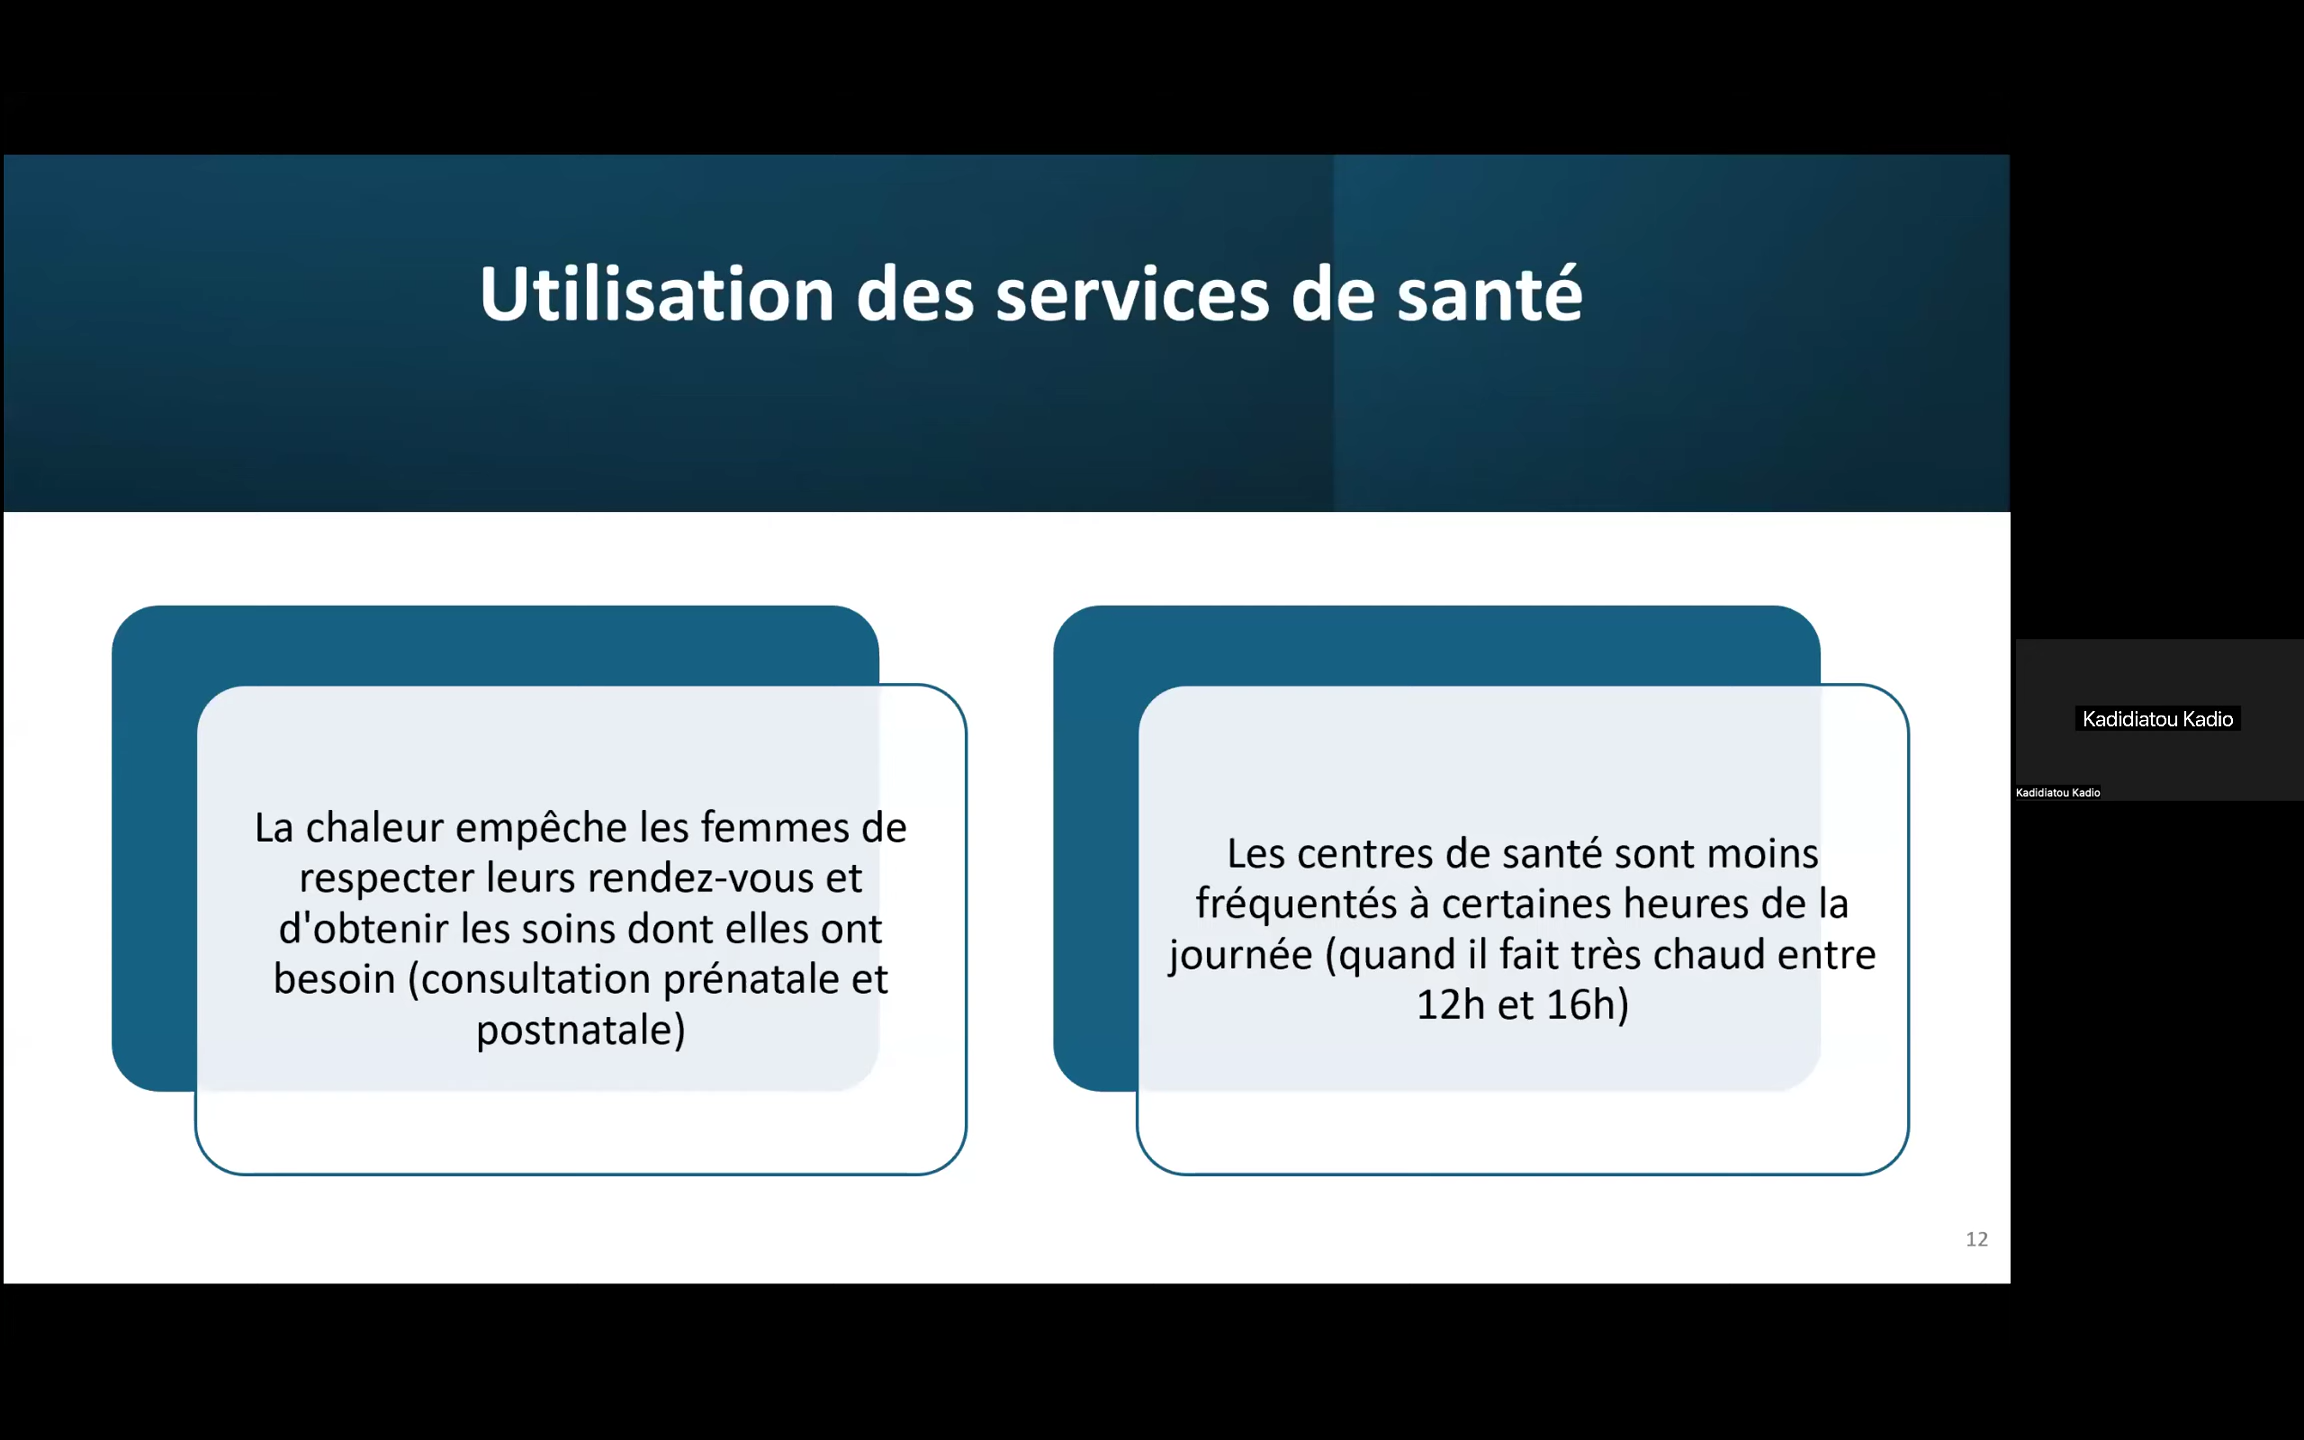 Utilisation des services de santé
La chaleur empêche les femmes de
respecter leurs rendez-vous et
d'obtenir les soins dont elles ont
besoin (consultation prénatale et
postnatale)
Les centres de santé sont moins
fréquentés à certaines heures de la
journée (quand il fait très chaud entre
12h et 16h)
12
Kadidiatou Kadio
Kadidiatou Kadio